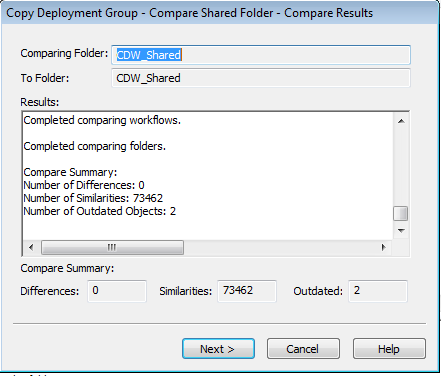 Copy Deployment Group - Compare Shared Folder - Compare Results
Comparing Folder: CDW_Shared
To Folder: CDW_Shared
Results:
Completed comparing workflows.
Completed comparing folders.
Compare Summary:
Number of Differences: 0
Number of Similarities: 73462
Number of Outdated Objects: 2
Compare Summary:
Differences: 0 Similarities: 73462 Outdated: 2
Next > Cancel Help